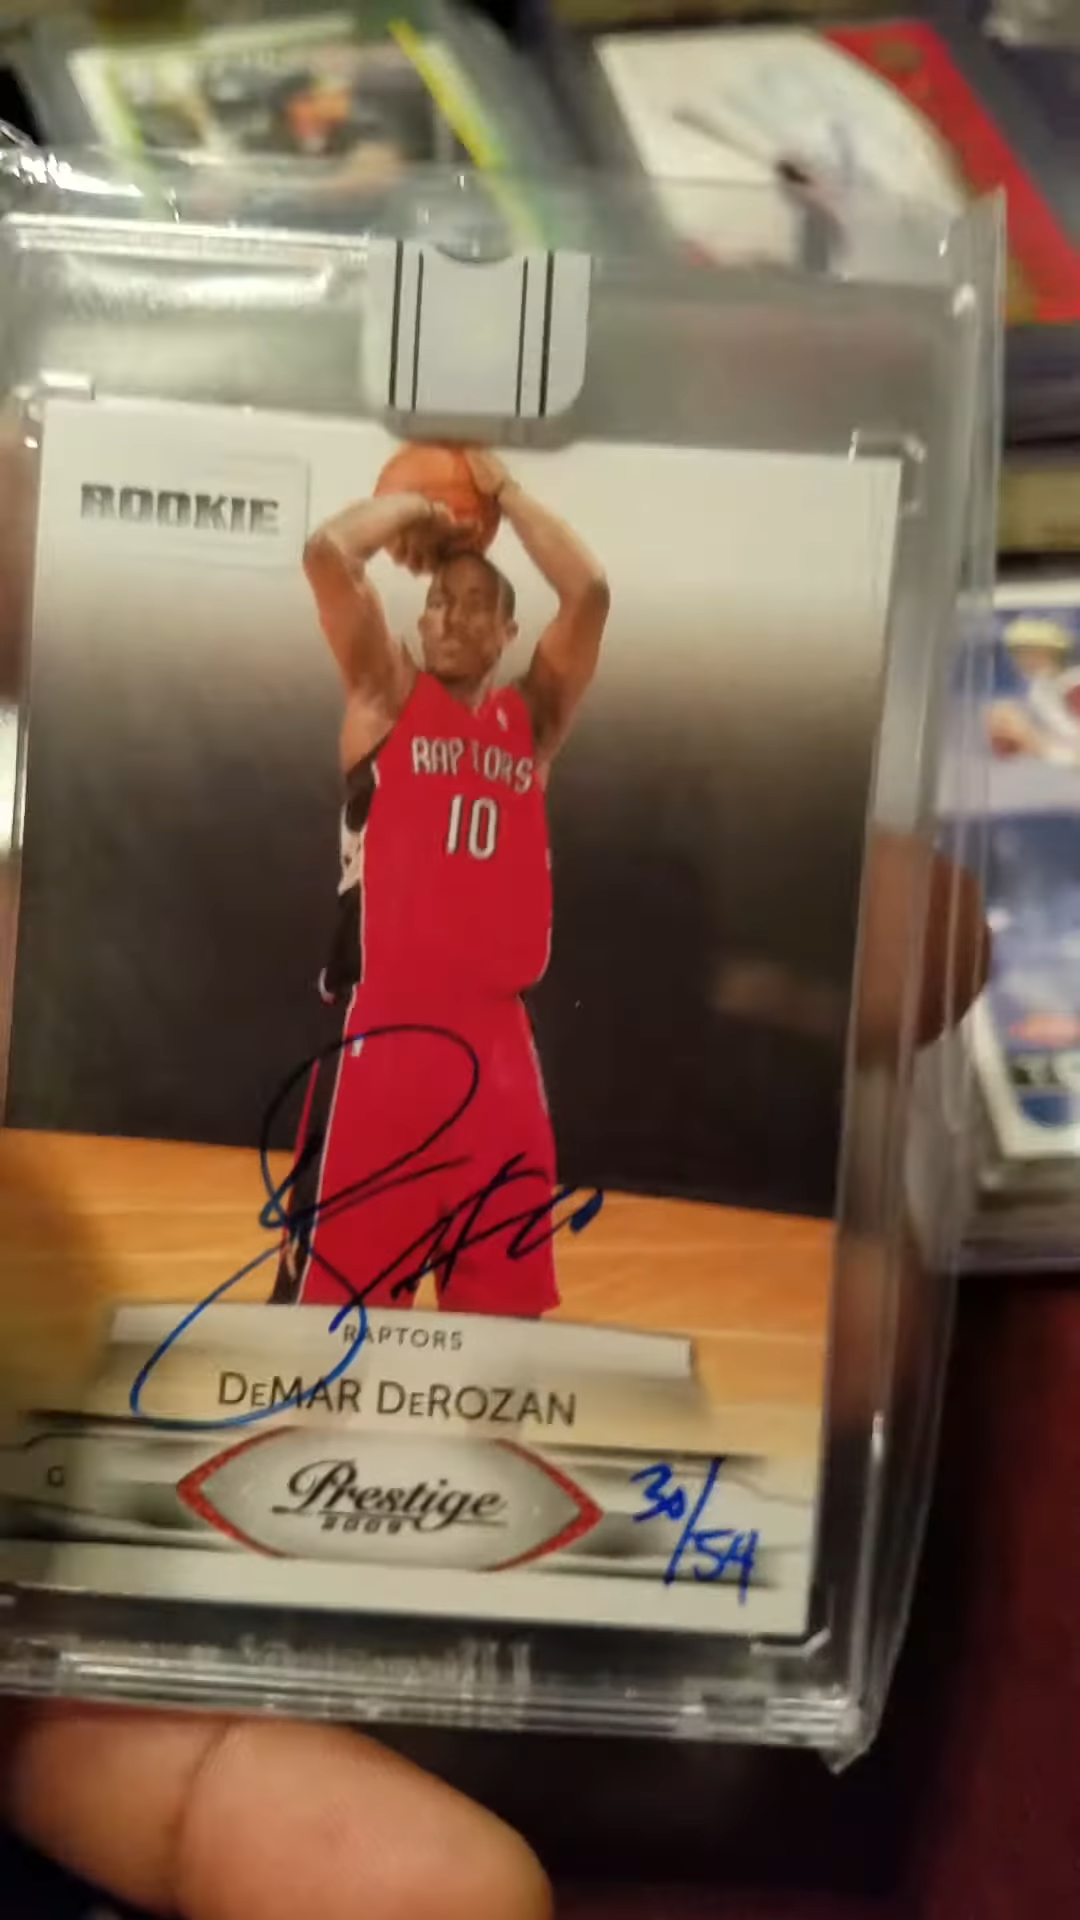 ROOKIE
RAPTORS
10
RAPTORS
DEMAR DEROZAN
G
Prestige
2009
30/54